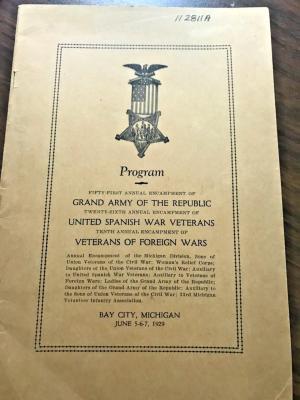 112811A
Program
FIFTY-FIRST ANNUAL ENCAMPMENT OF
GRAND ARMY OF THE REPUBLIC
TWENTY-SIXTH ANNUAL ENCAMPMENT OF
UNITED SPANISH WAR VETERANS
TENTH ANNUAL ENCAMPMENT OF
VETERANS OF FOREIGN WARS
Annual Encampment of the Michigan Division, Sons of
Union Veterans of the Civil War; Women's Relief Corps;
Daughters of the Union Veterans of the Civil War; Auxiliary
to United Spanish War Veterans; Auxiliary to Veterans of
Foreign Wars; Ladies of the Grand Army of the Republic;
Daughters of the Grand Army of the Republic; Auxiliary to
the Sons of Union Veterans of the Civil War; 33rd Michigan
Volunteer Infantry Association.
BAY CITY, MICHIGAN
JUNE 5-6-7, 1929